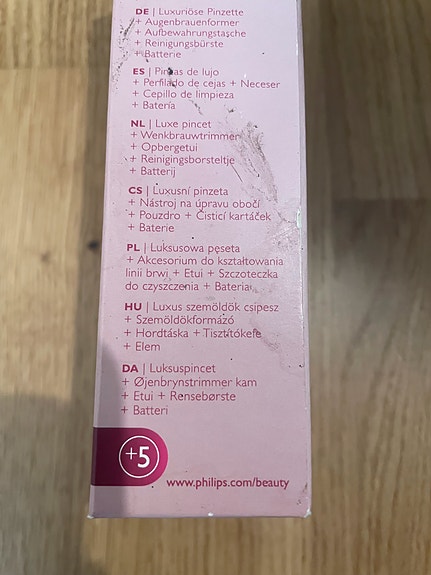 DE | Luxuriöse Pinzette
+ Augenbrauenformer
+ Aufbewahrungstasche
+ Reinigungsbürste
+ Batterie
ES | Pinzas de lujo
+ Perfilado de cejas + Neceser
+ Cepillo de limpieza
+ Batería
NL | Luxe pincet
+ Wenkbrauwtrimmer
+ Opbergetui
+ Reinigingsborsteltje
+ Batterij
CS | Luxusní pinzeta
+ Nástroj na úpravu obočí
+ Pouzdro + Čisticí kartáček
+ Baterie
PL | Luksusowa pęseta
+ Akcesorium do kształtowania
linii brwi + Etui + Szczoteczka
do czyszczenia + Bateria
HU | Luxus szemöldök csipesz
+ Szemöldökformázó
+ Hordtáska + Tisztítókefe
+ Elem
DA | Luksuspincet
+ Øjenbrynstrimmer kam
+ Etui + Rensebørste
+ Batteri
+5
www.philips.com/beauty